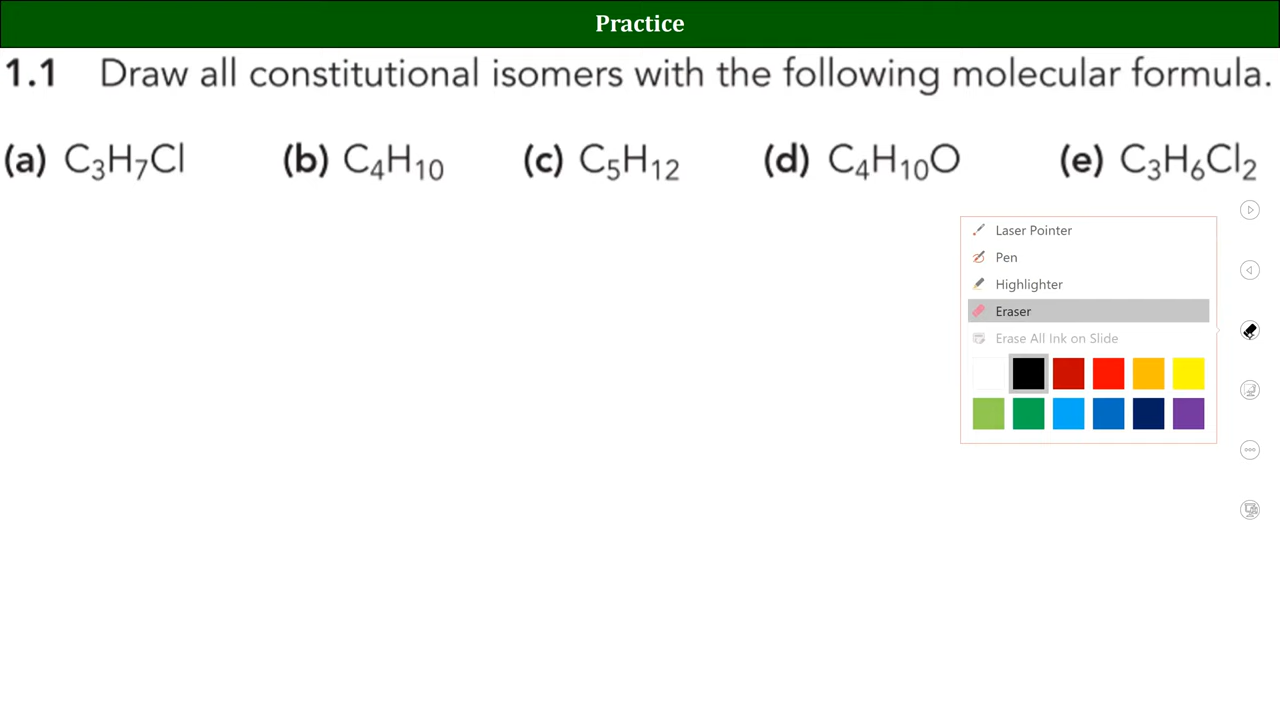 Practice
1.1 Draw all constitutional isomers with the following molecular formula.
(a) C₃H₇Cl (b) C₄H₁₀ (c) C₅H₁₂ (d) C₄H₁₀O (e) C₃H₆Cl₂
Laser Pointer
Pen
Highlighter
Eraser
Erase All Ink on Slide